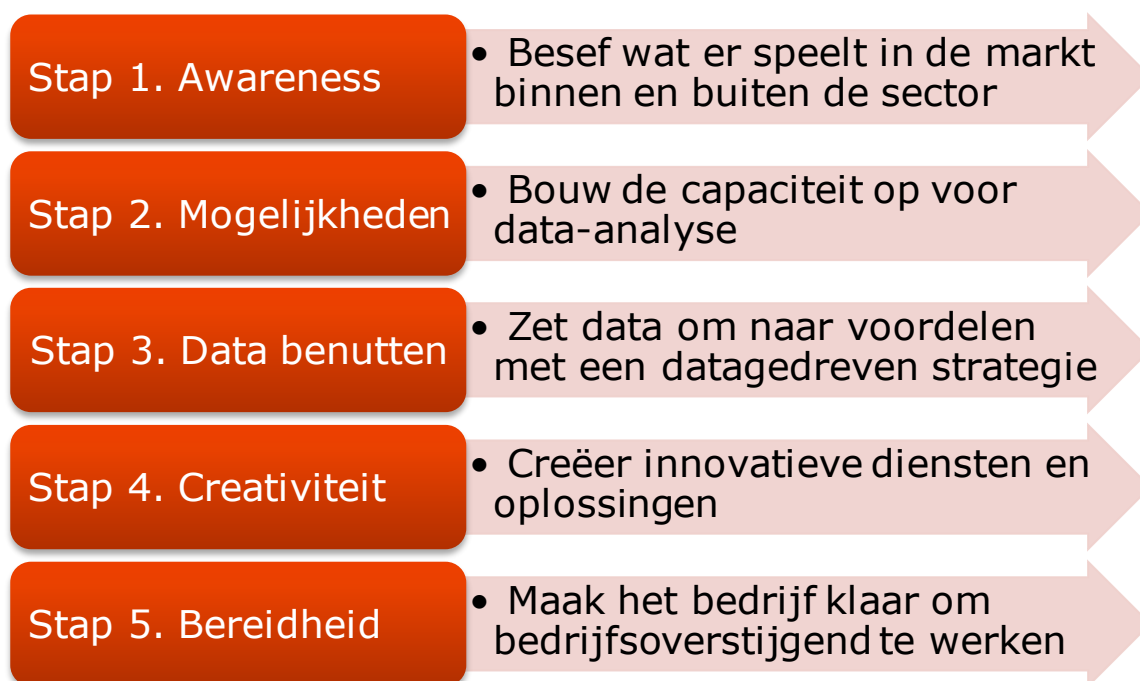 Stap 1. Awareness
• Besef wat er speelt in de markt
binnen en buiten de sector
Stap 2. Mogelijkheden
• Bouw de capaciteit op voor
data-analyse
Stap 3. Data benutten
• Zet data om naar voordelen
met een datagedreven strategie
Stap 4. Creativiteit
• Creëer innovatieve diensten en
oplossingen
Stap 5. Bereidheid
• Maak het bedrijf klaar om
bedrijfsoverstijgend te werken